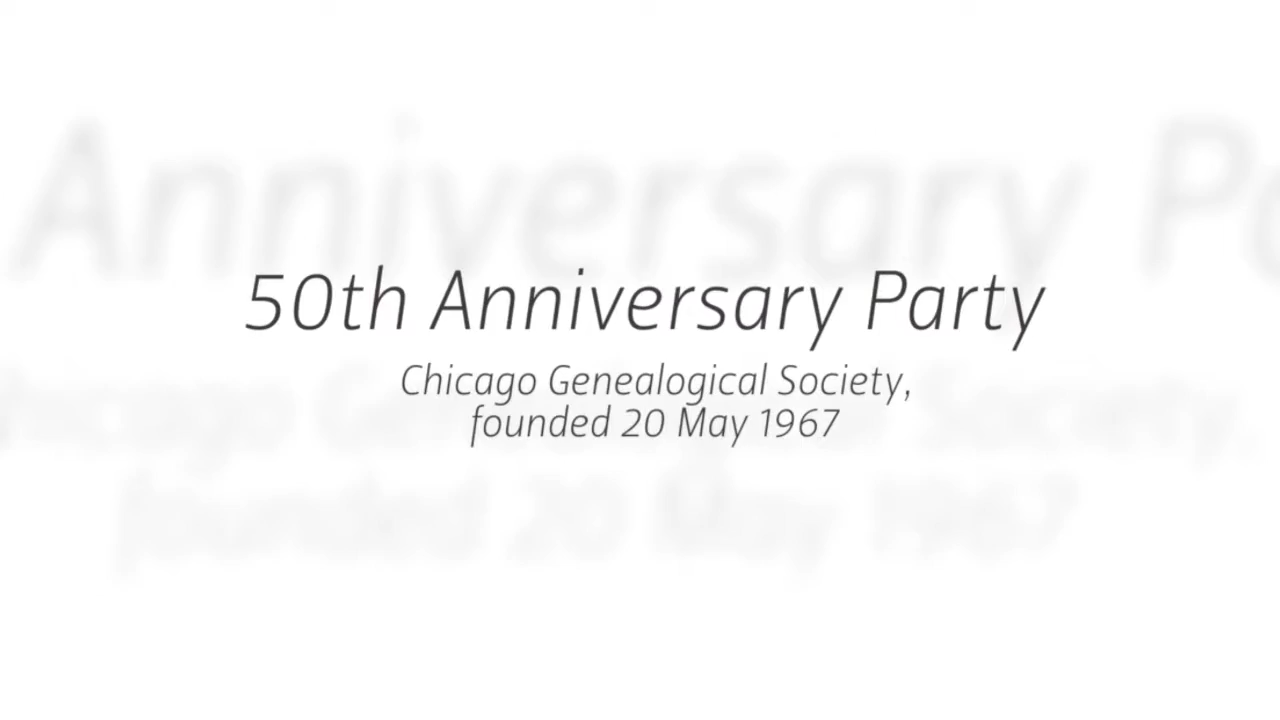 50th Anniversary Party
Chicago Genealogical Society,
founded 20 May 1967